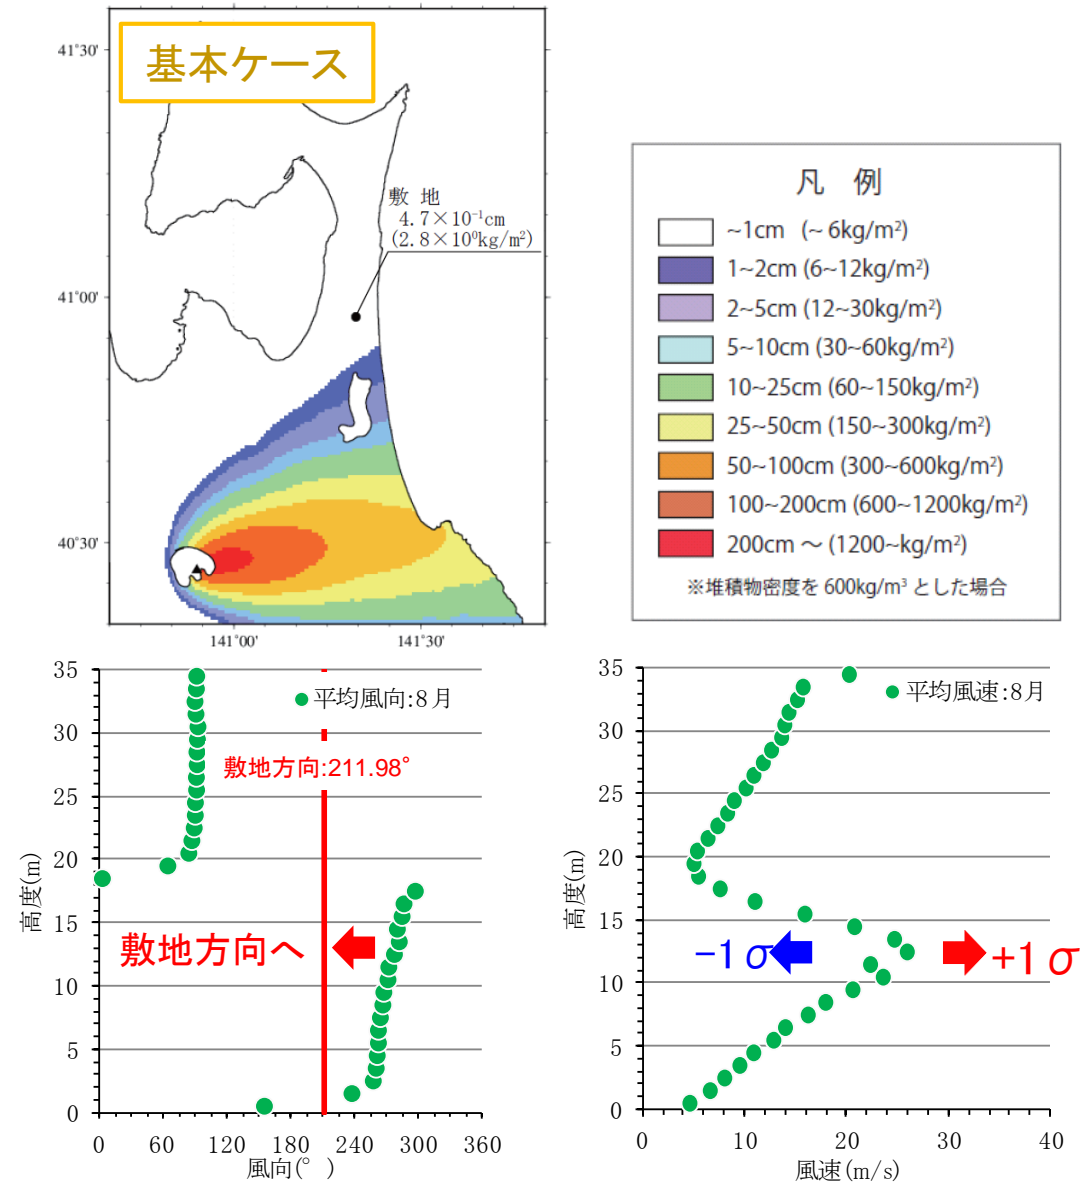 基本ケース
41°30'
41°00'
40°30'
141°00'
141°30'
敷 地
4.7×10⁻¹cm
(2.8×10⁰kg/m²)
凡 例
~1cm (~ 6kg/m²)
1~2cm (6~12kg/m²)
2~5cm (12~30kg/m²)
5~10cm (30~60kg/m²)
10~25cm (60~150kg/m²)
25~50cm (150~300kg/m²)
50~100cm (300~600kg/m²)
100~200cm (600~1200kg/m²)
200cm ～ (1200~kg/m²)
※堆積物密度を 600kg/m³ とした場合
高度(m)
35
30
25
20
15
10
5
0
平均風向:8月
敷地方向:211.98°
敷地方向へ
0 60 120 180 240 300 360
風向(° )
高度(m)
35
30
25
20
15
10
5
0
平均風速:8月
-1σ
+1σ
0 10 20 30 40
風速(m/s)